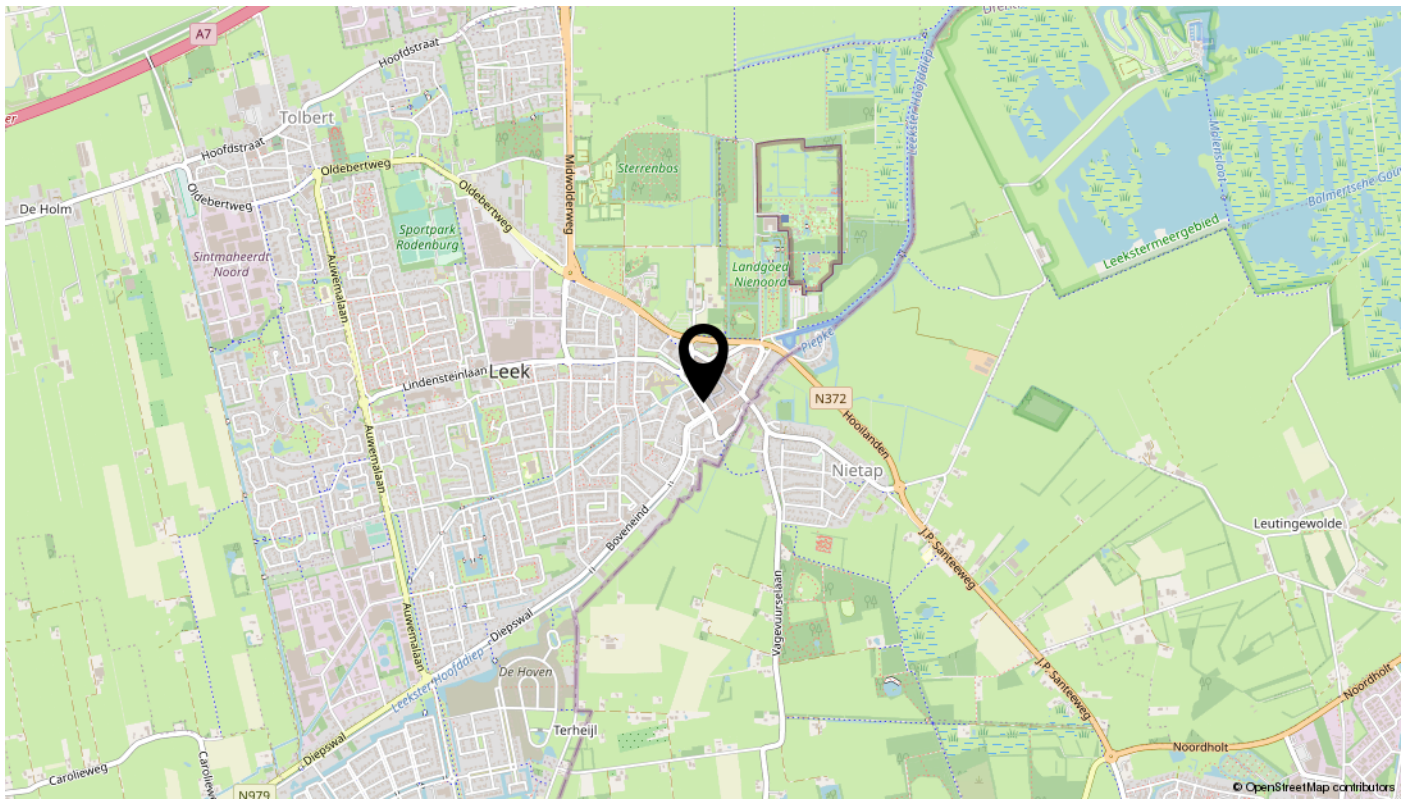 A7
Hoofdstraat
Tolbert
Hoofdstraat
Oldebertweg
Oldebertweg
De Holm
Oldebertweg
Midwolderweg
Sterrenbos
Sportpark
Rodenburg
Sintmaheerdt
Noord
Auwemalaan
Landgoed
Nienoord
Leekster Hoofddiep
Molensloot
Leekstermeergebied
Piepke
Lindensteinlaan
Leek
N372
Hooilanden
Nietap
Auwemalaan
Boveneind
J.P. Santeeweg
Leutingewolde
Vagevuurselaan
Auwemalaan
Diepswal
Leekster Hoofddiep
De Hoven
J.P. Santeeweg
Noordholt
Terheijl
Noordholt
Diepswal
Carolieweg
Carolieweg
N979
© OpenStreetMap contributors